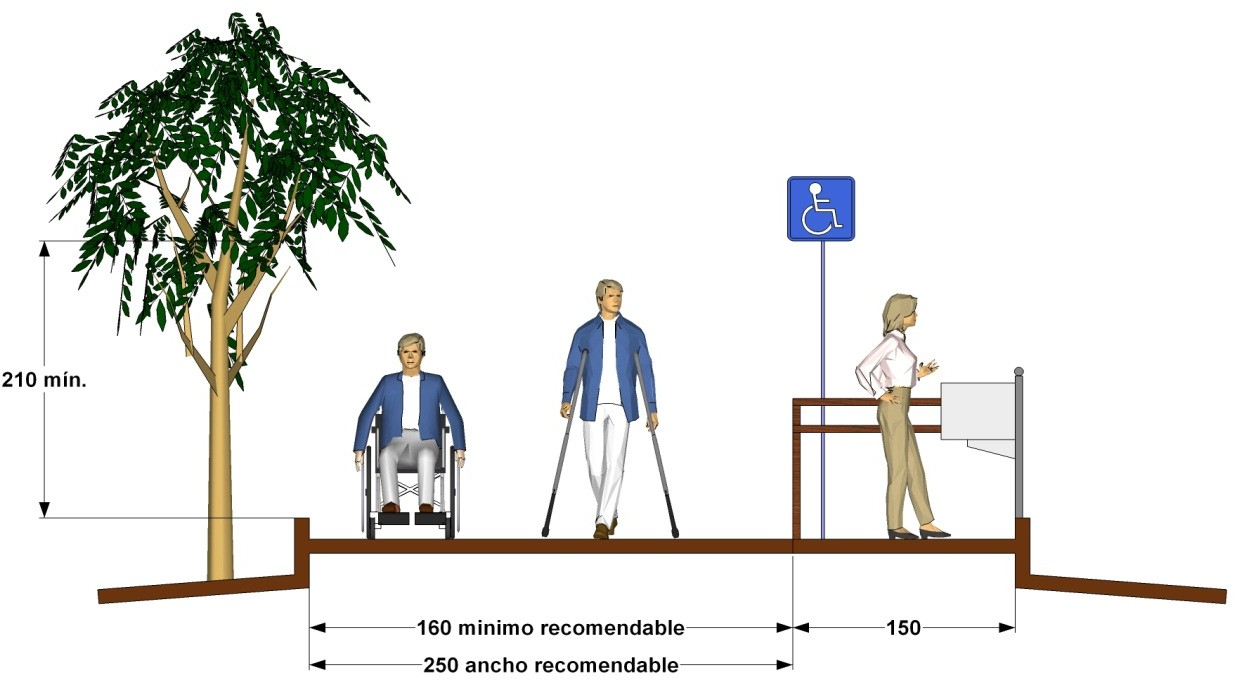 210 mín.
160 minimo recomendable
150
250 ancho recomendable